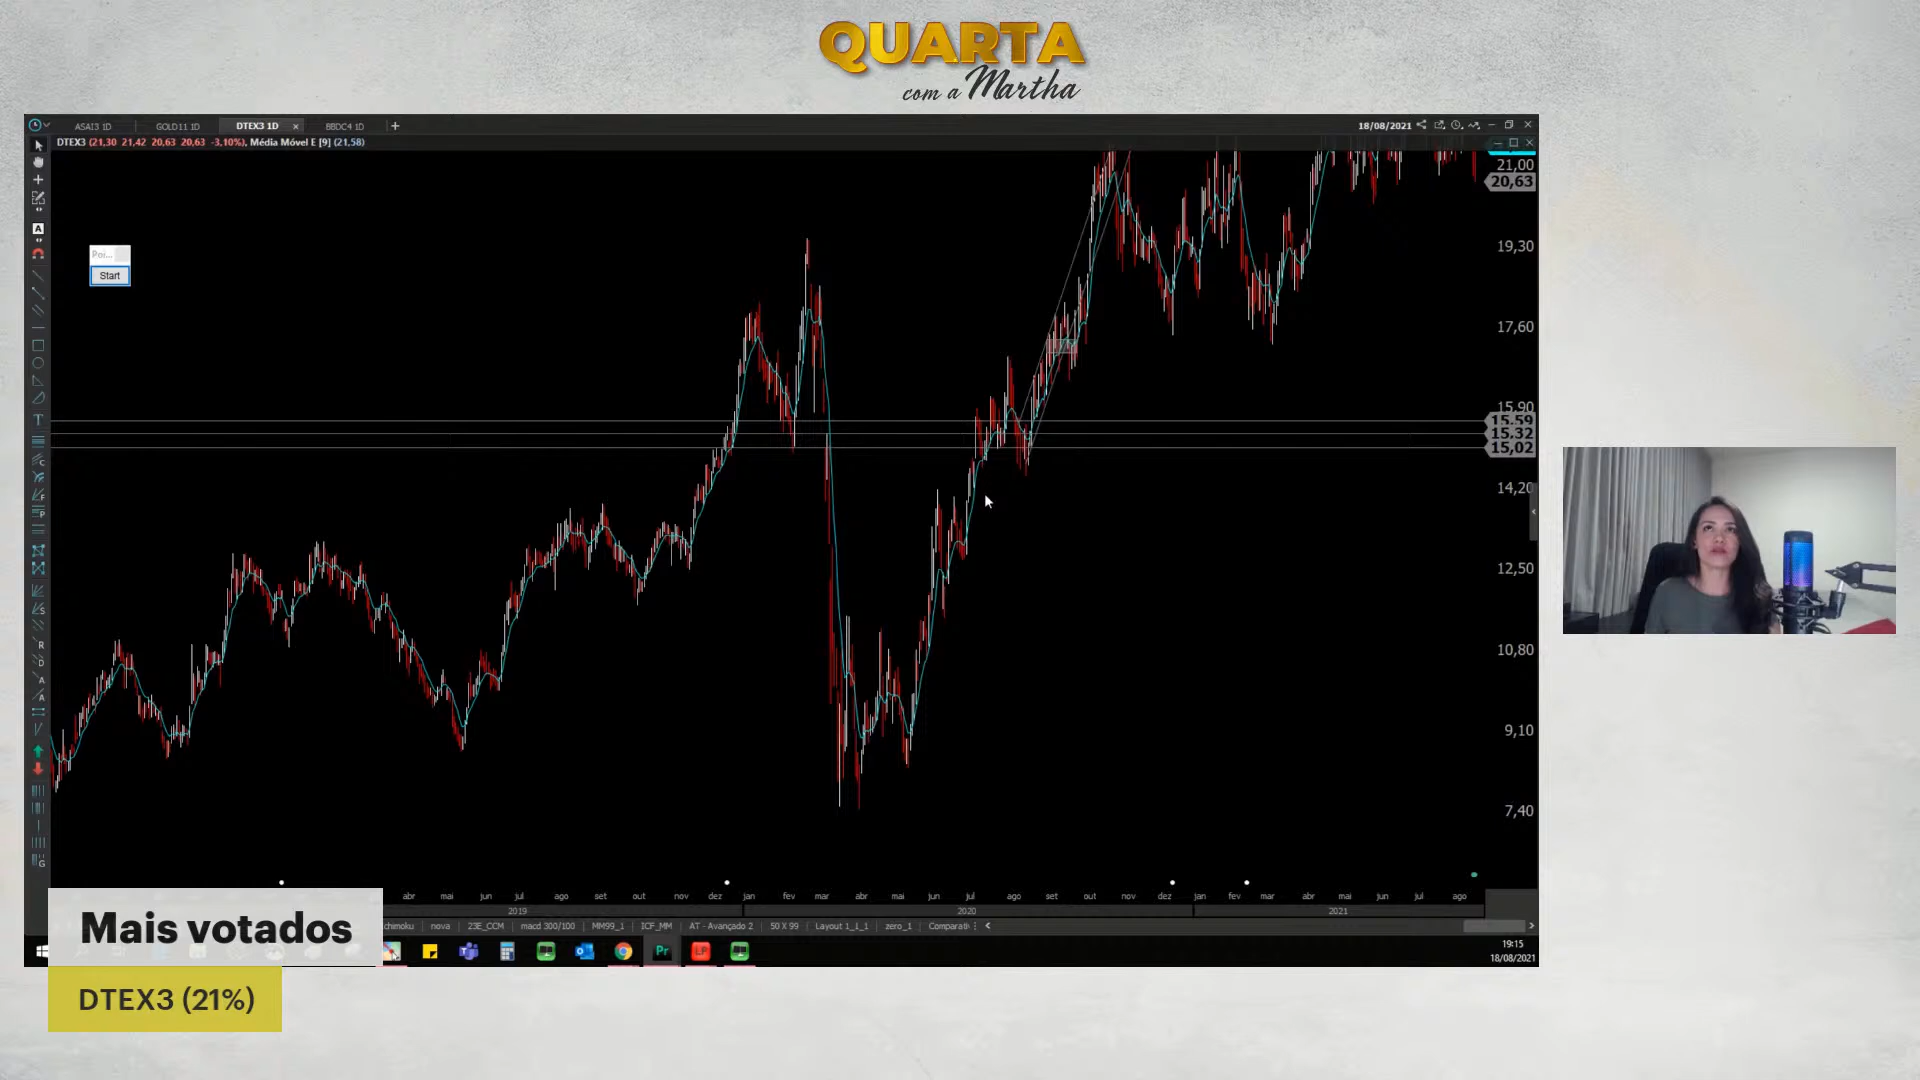 QUARTA
com a Martha
ASAI3 1D
GOLD11 1D
DTEX3 1D
BBDC4 1D
18/08/2021
DTEX3 (21,30 21,42 20,63 20,63 -3,10%), Média Móvel E [9] (21,58)
21,00
20,63
19,30
17,60
15,90
15,59
15,32
15,02
14,20
12,50
10,80
9,10
7,40
Poi...
Start
abr mai jun jul ago set out nov dez jan fev mar abr mai jun jul ago set out nov dez jan fev mar abr mai jun jul ago
2019 2020 2021
chimoku nova 23E_CCM macd 300/100 MM99_1 ICF_MM AT - Avançado 2 50 X 99 Layout 1_1_1 zero_1
Pr
19:15
18/08/2021
Mais votados
DTEX3 (21%)